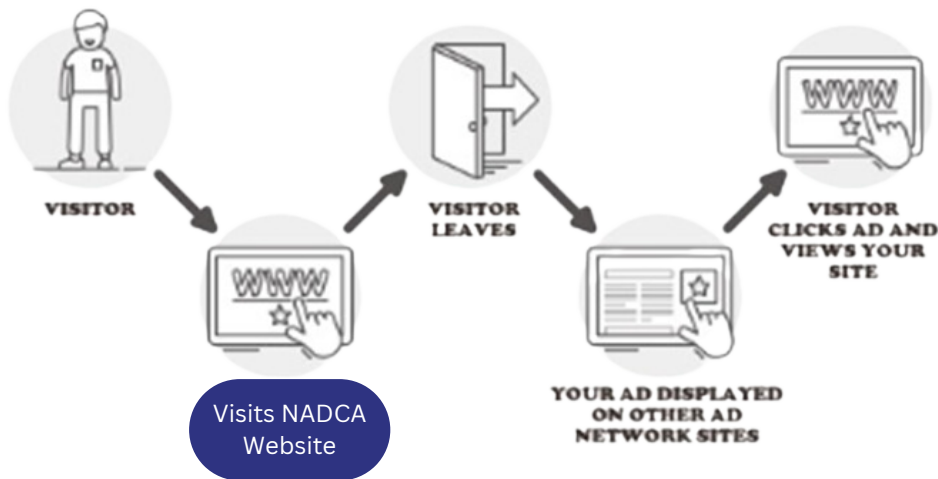 VISITOR
WWW
Visits NADCA
Website
VISITOR
LEAVES
YOUR AD DISPLAYED
ON OTHER AD
NETWORK SITES
WWW
VISITOR
CLICKS AD AND
VIEWS YOUR
SITE